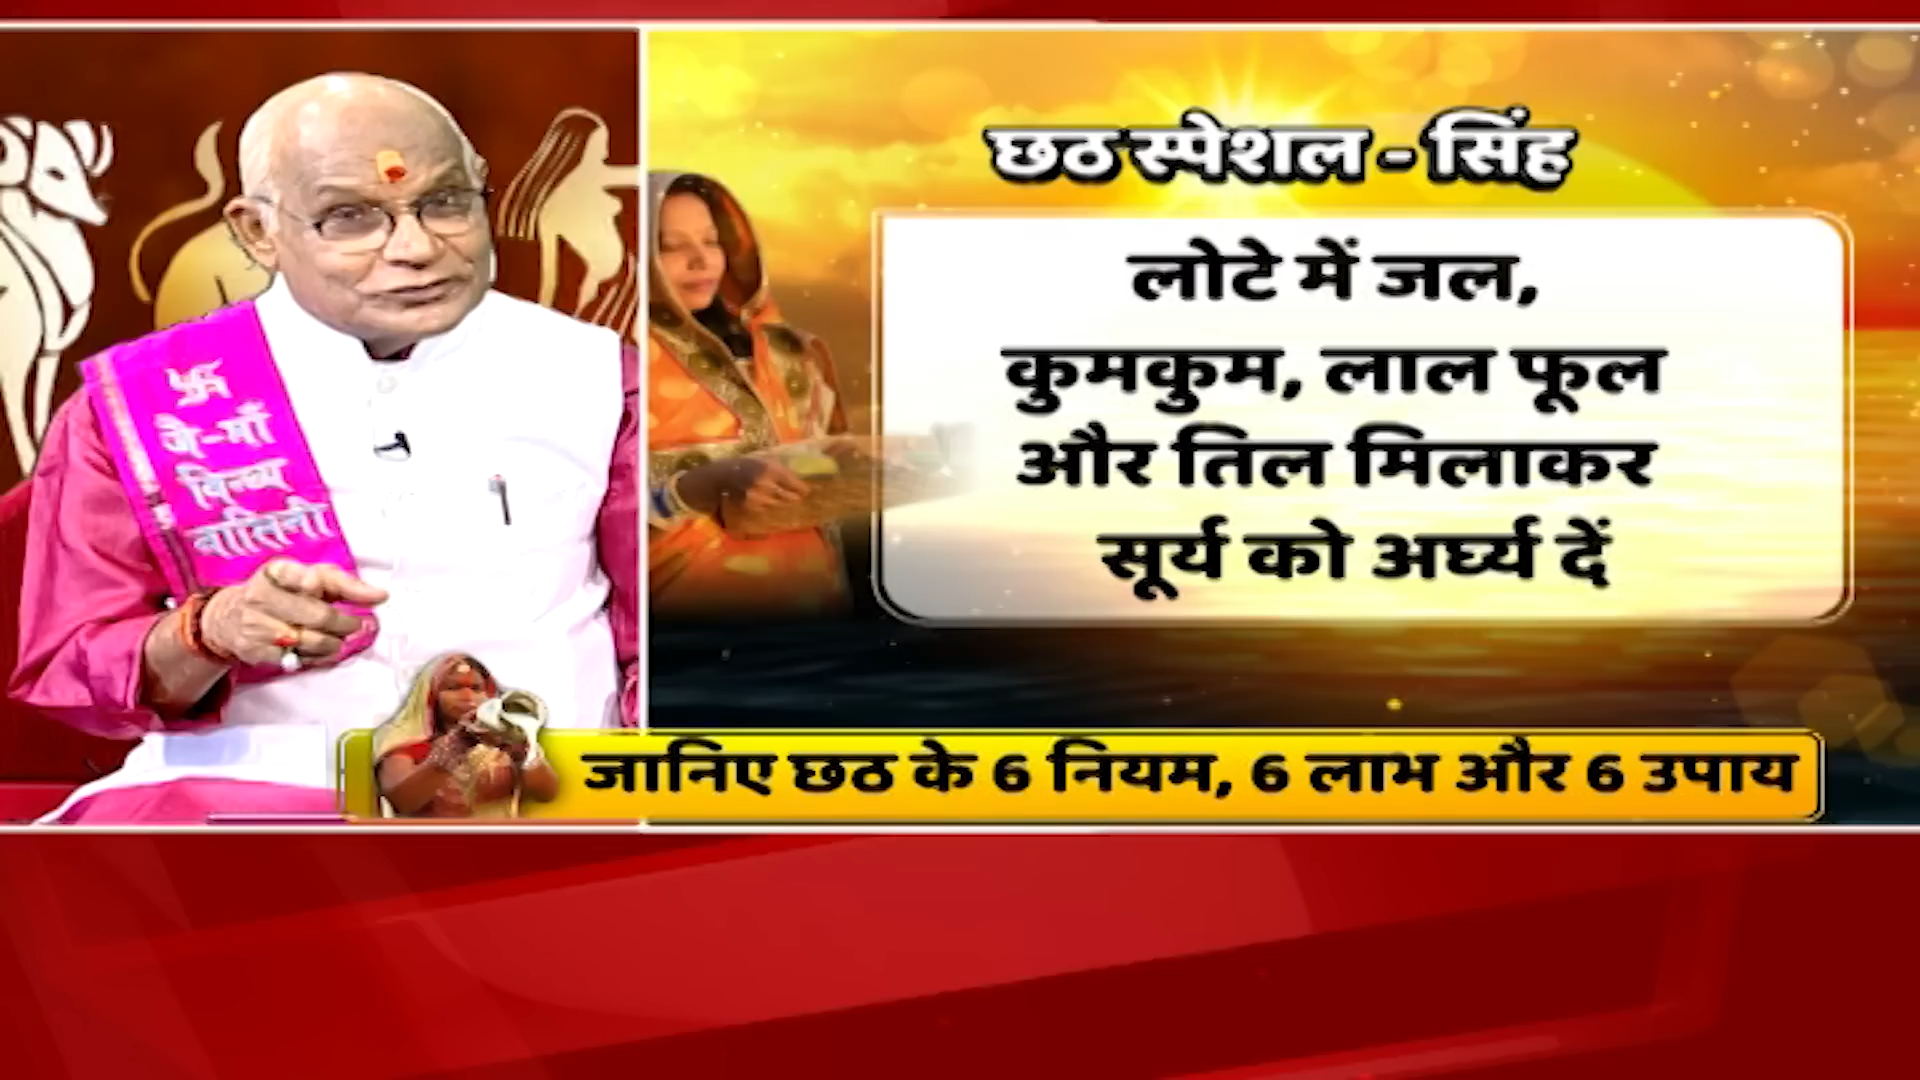 छठ स्पेशल - सिंह
लोटे में जल,
कुमकुम, लाल फूल
और तिल मिलाकर
सूर्य को अर्घ्य दें
जै-माँ
विन्ध्य
वासिनी
जानिए छठ के 6 नियम, 6 लाभ और 6 उपाय